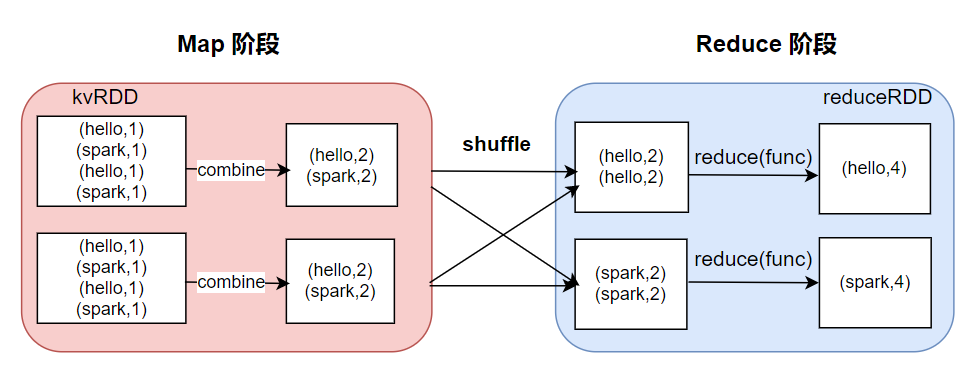 Map 阶段
Reduce 阶段
kvRDD
(hello,1)
(spark,1)
(hello,1)
(spark,1)
combine
(hello,2)
(spark,2)
(hello,1)
(spark,1)
(hello,1)
(spark,1)
combine
(hello,2)
(spark,2)
shuffle
reduceRDD
(hello,2)
(hello,2)
reduce(func)
(hello,4)
(spark,2)
(spark,2)
reduce(func)
(spark,4)